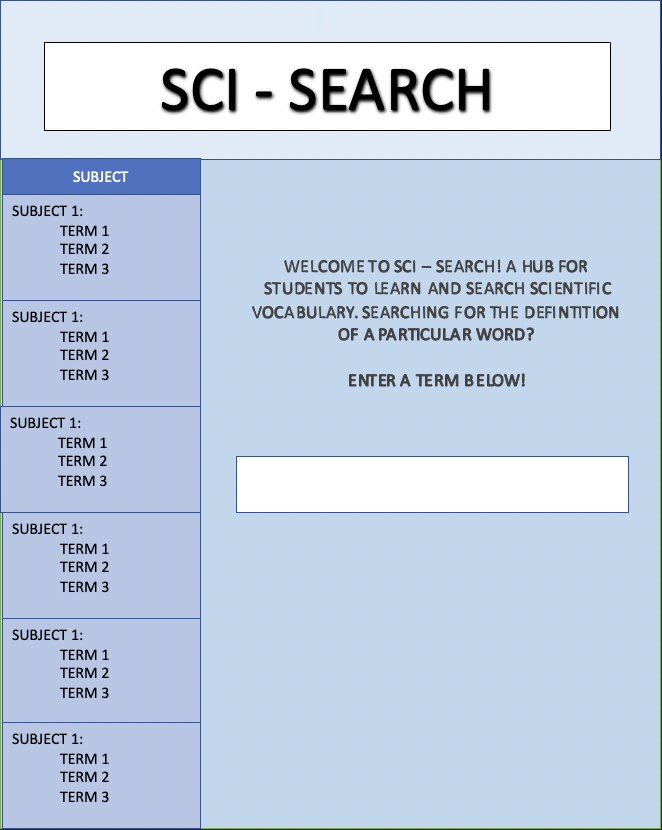 SCI - SEARCH
SUBJECT
SUBJECT 1:
TERM 1
TERM 2
TERM 3
SUBJECT 1:
TERM 1
TERM 2
TERM 3
SUBJECT 1:
TERM 1
TERM 2
TERM 3
SUBJECT 1:
TERM 1
TERM 2
TERM 3
SUBJECT 1:
TERM 1
TERM 2
TERM 3
SUBJECT 1:
TERM 1
TERM 2
TERM 3
WELCOME TO SCI – SEARCH! A HUB FOR
STUDENTS TO LEARN AND SEARCH SCIENTIFIC
VOCABULARY. SEARCHING FOR THE DEFINTITION
OF A PARTICULAR WORD?
ENTER A TERM BELOW!